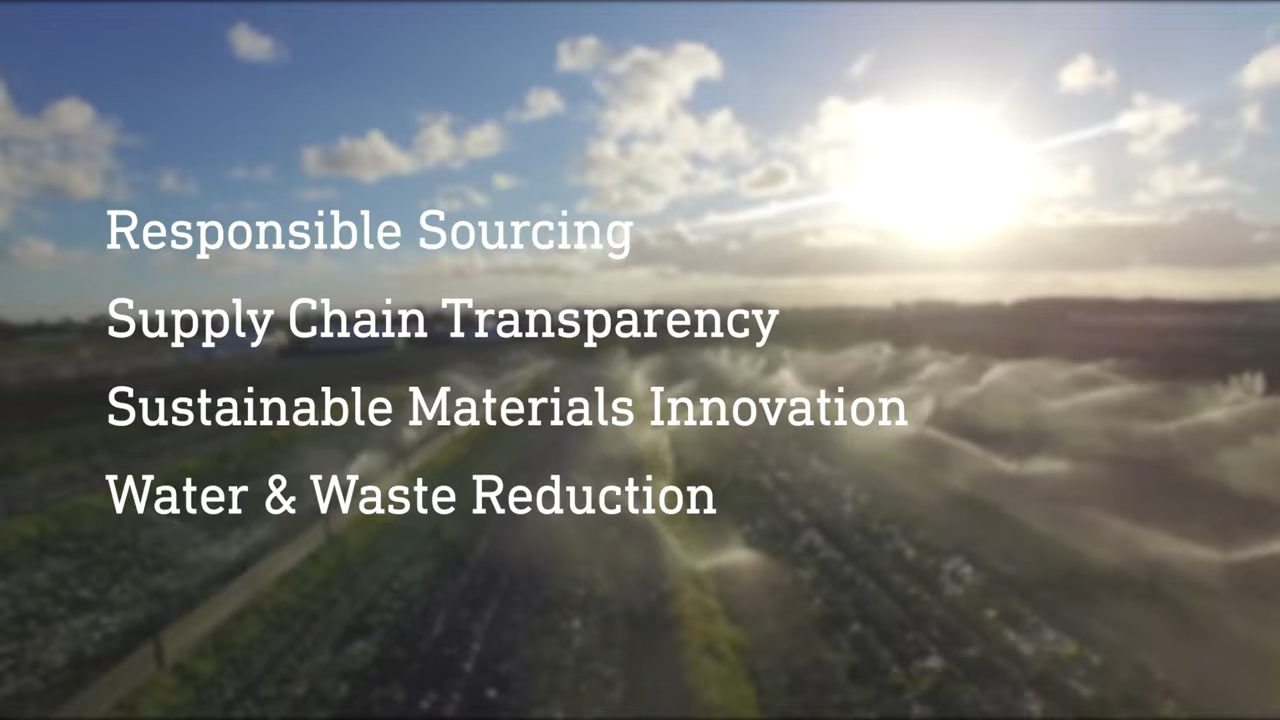 Responsible Sourcing
Supply Chain Transparency
Sustainable Materials Innovation
Water & Waste Reduction